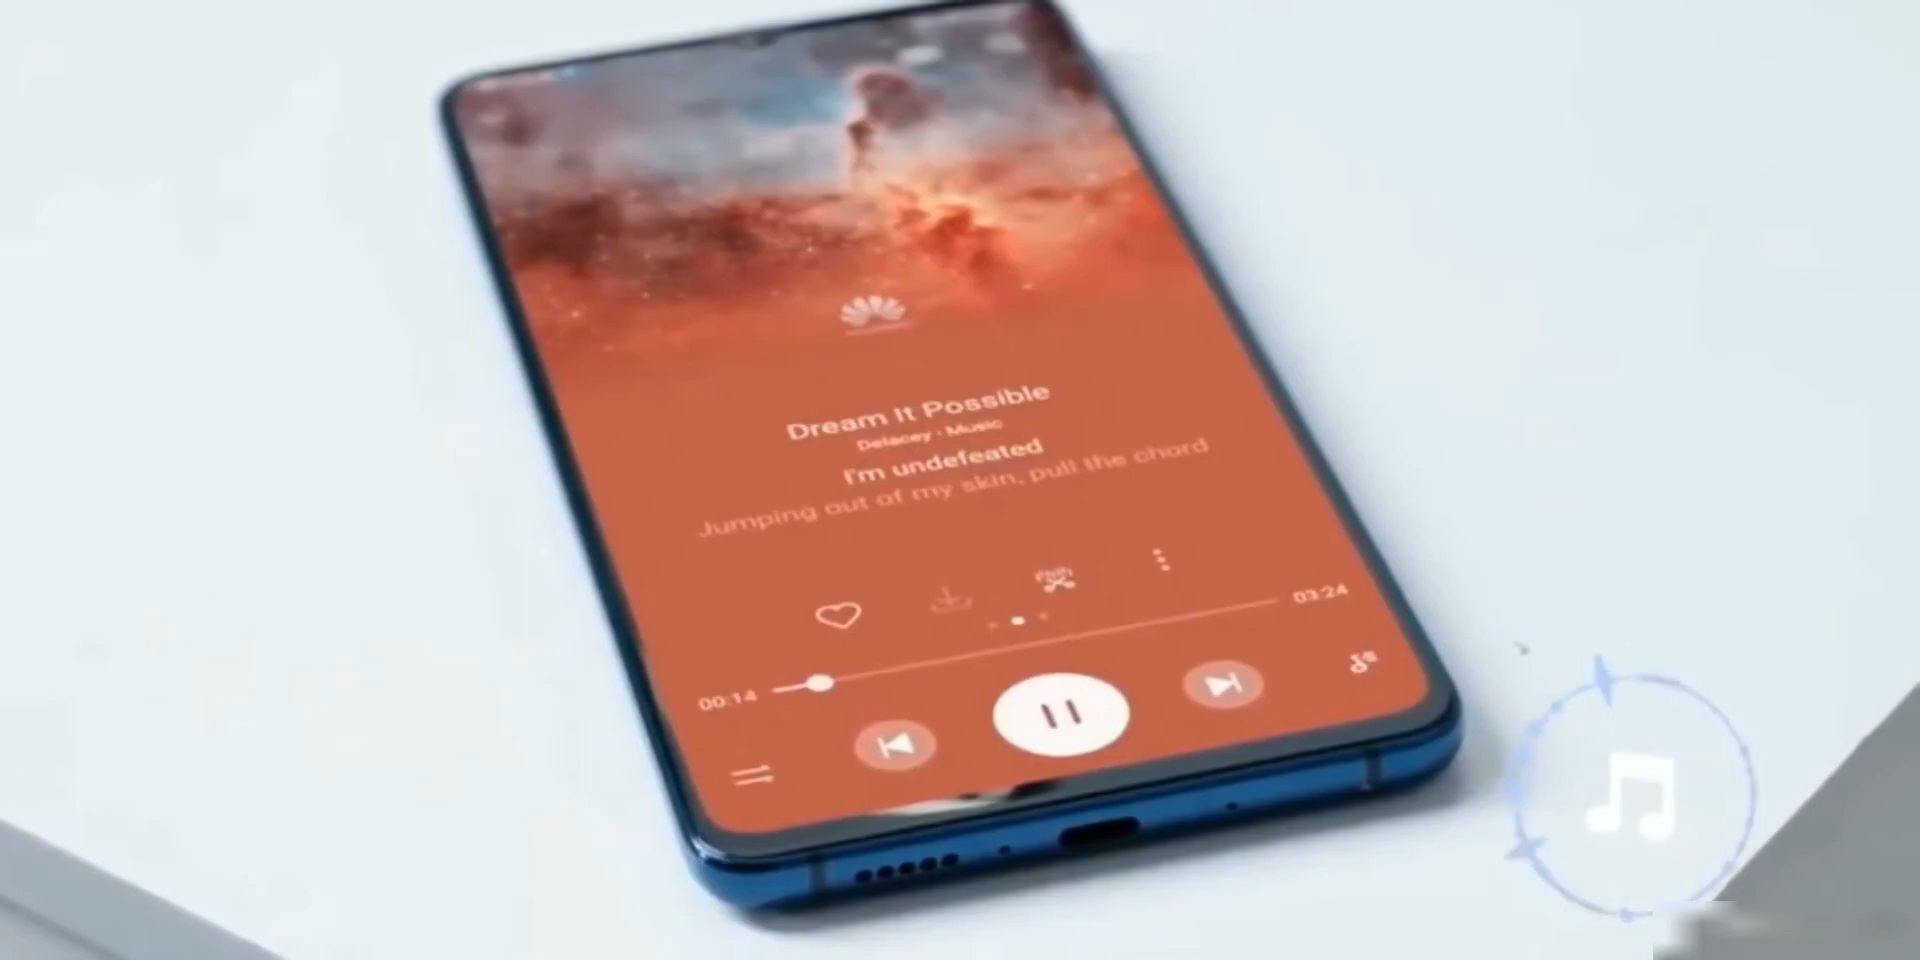 Dream It Possible
Delacey - Music
I'm undefeated
Jumping out of my skin, pull the chord
03:24
00:14